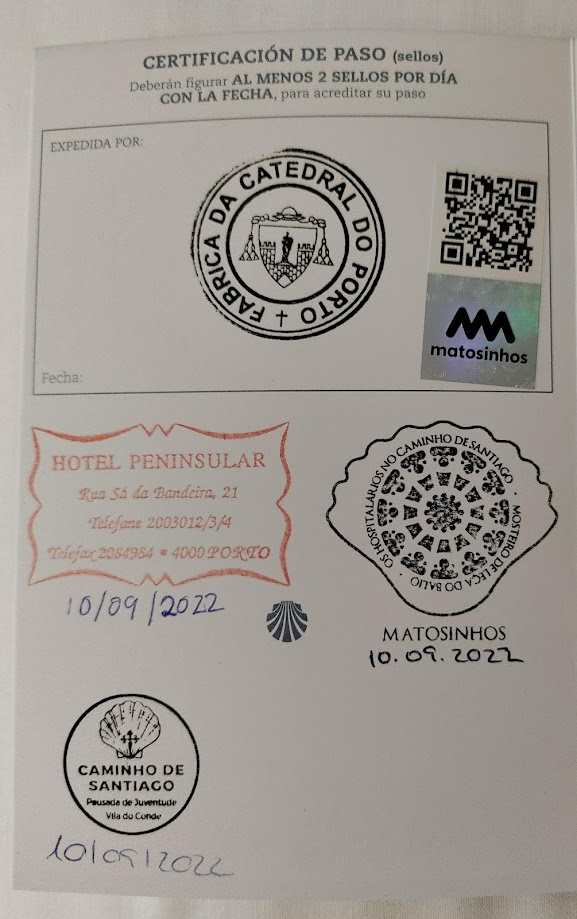 CERTIFICACIÓN DE PASO (sellos)
Deberán figurar AL MENOS 2 SELLOS POR DÍA
CON LA FECHA, para acreditar su paso
EXPEDIDA POR:
FABRICA DA CATEDRAL DO PORTO
matosinhos
Fecha:
HOTEL PENINSULAR
Rua Sá da Bandeira, 21
Telefone 2003012/3/4
Telefax 2084984 • 4000 PORTO
10/09/2022
OS HOSPITALÁRIOS NO CAMINHO DE SANTIAGO · MOSTEIRO DE LEÇA DO BALIO ·
MATOSINHOS
10.09.2022
CAMINHO DE
SANTIAGO
Pousada de Juventude
Vila do Conde
10/09/2022